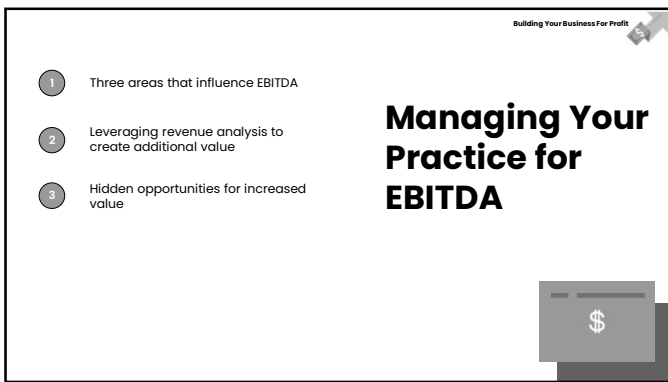 Building Your Business For Profit
$
1
Three areas that influence EBITDA
2
Leveraging revenue analysis to
create additional value
3
Hidden opportunities for increased
value
Managing Your
Practice for
EBITDA
$